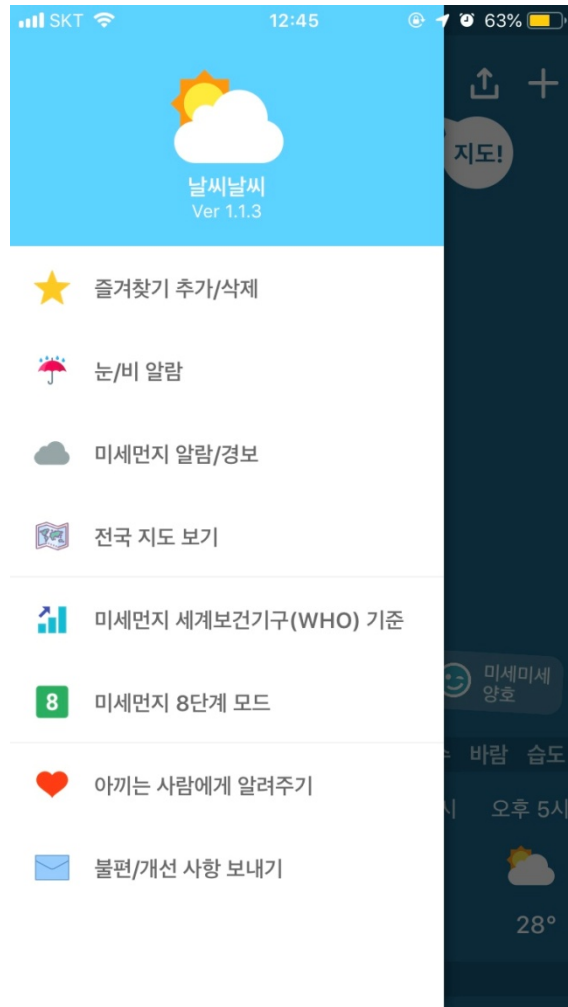 SKT 12:45 63%
지도!
날씨날씨
Ver 1.1.3
즐겨찾기 추가/삭제
눈/비 알람
미세먼지 알람/경보
전국 지도 보기
미세먼지 세계보건기구(WHO) 기준
8 미세먼지 8단계 모드
미세미세
양호
바람 습도
아끼는 사람에게 알려주기
오후 5시
불편/개선 사항 보내기
28°